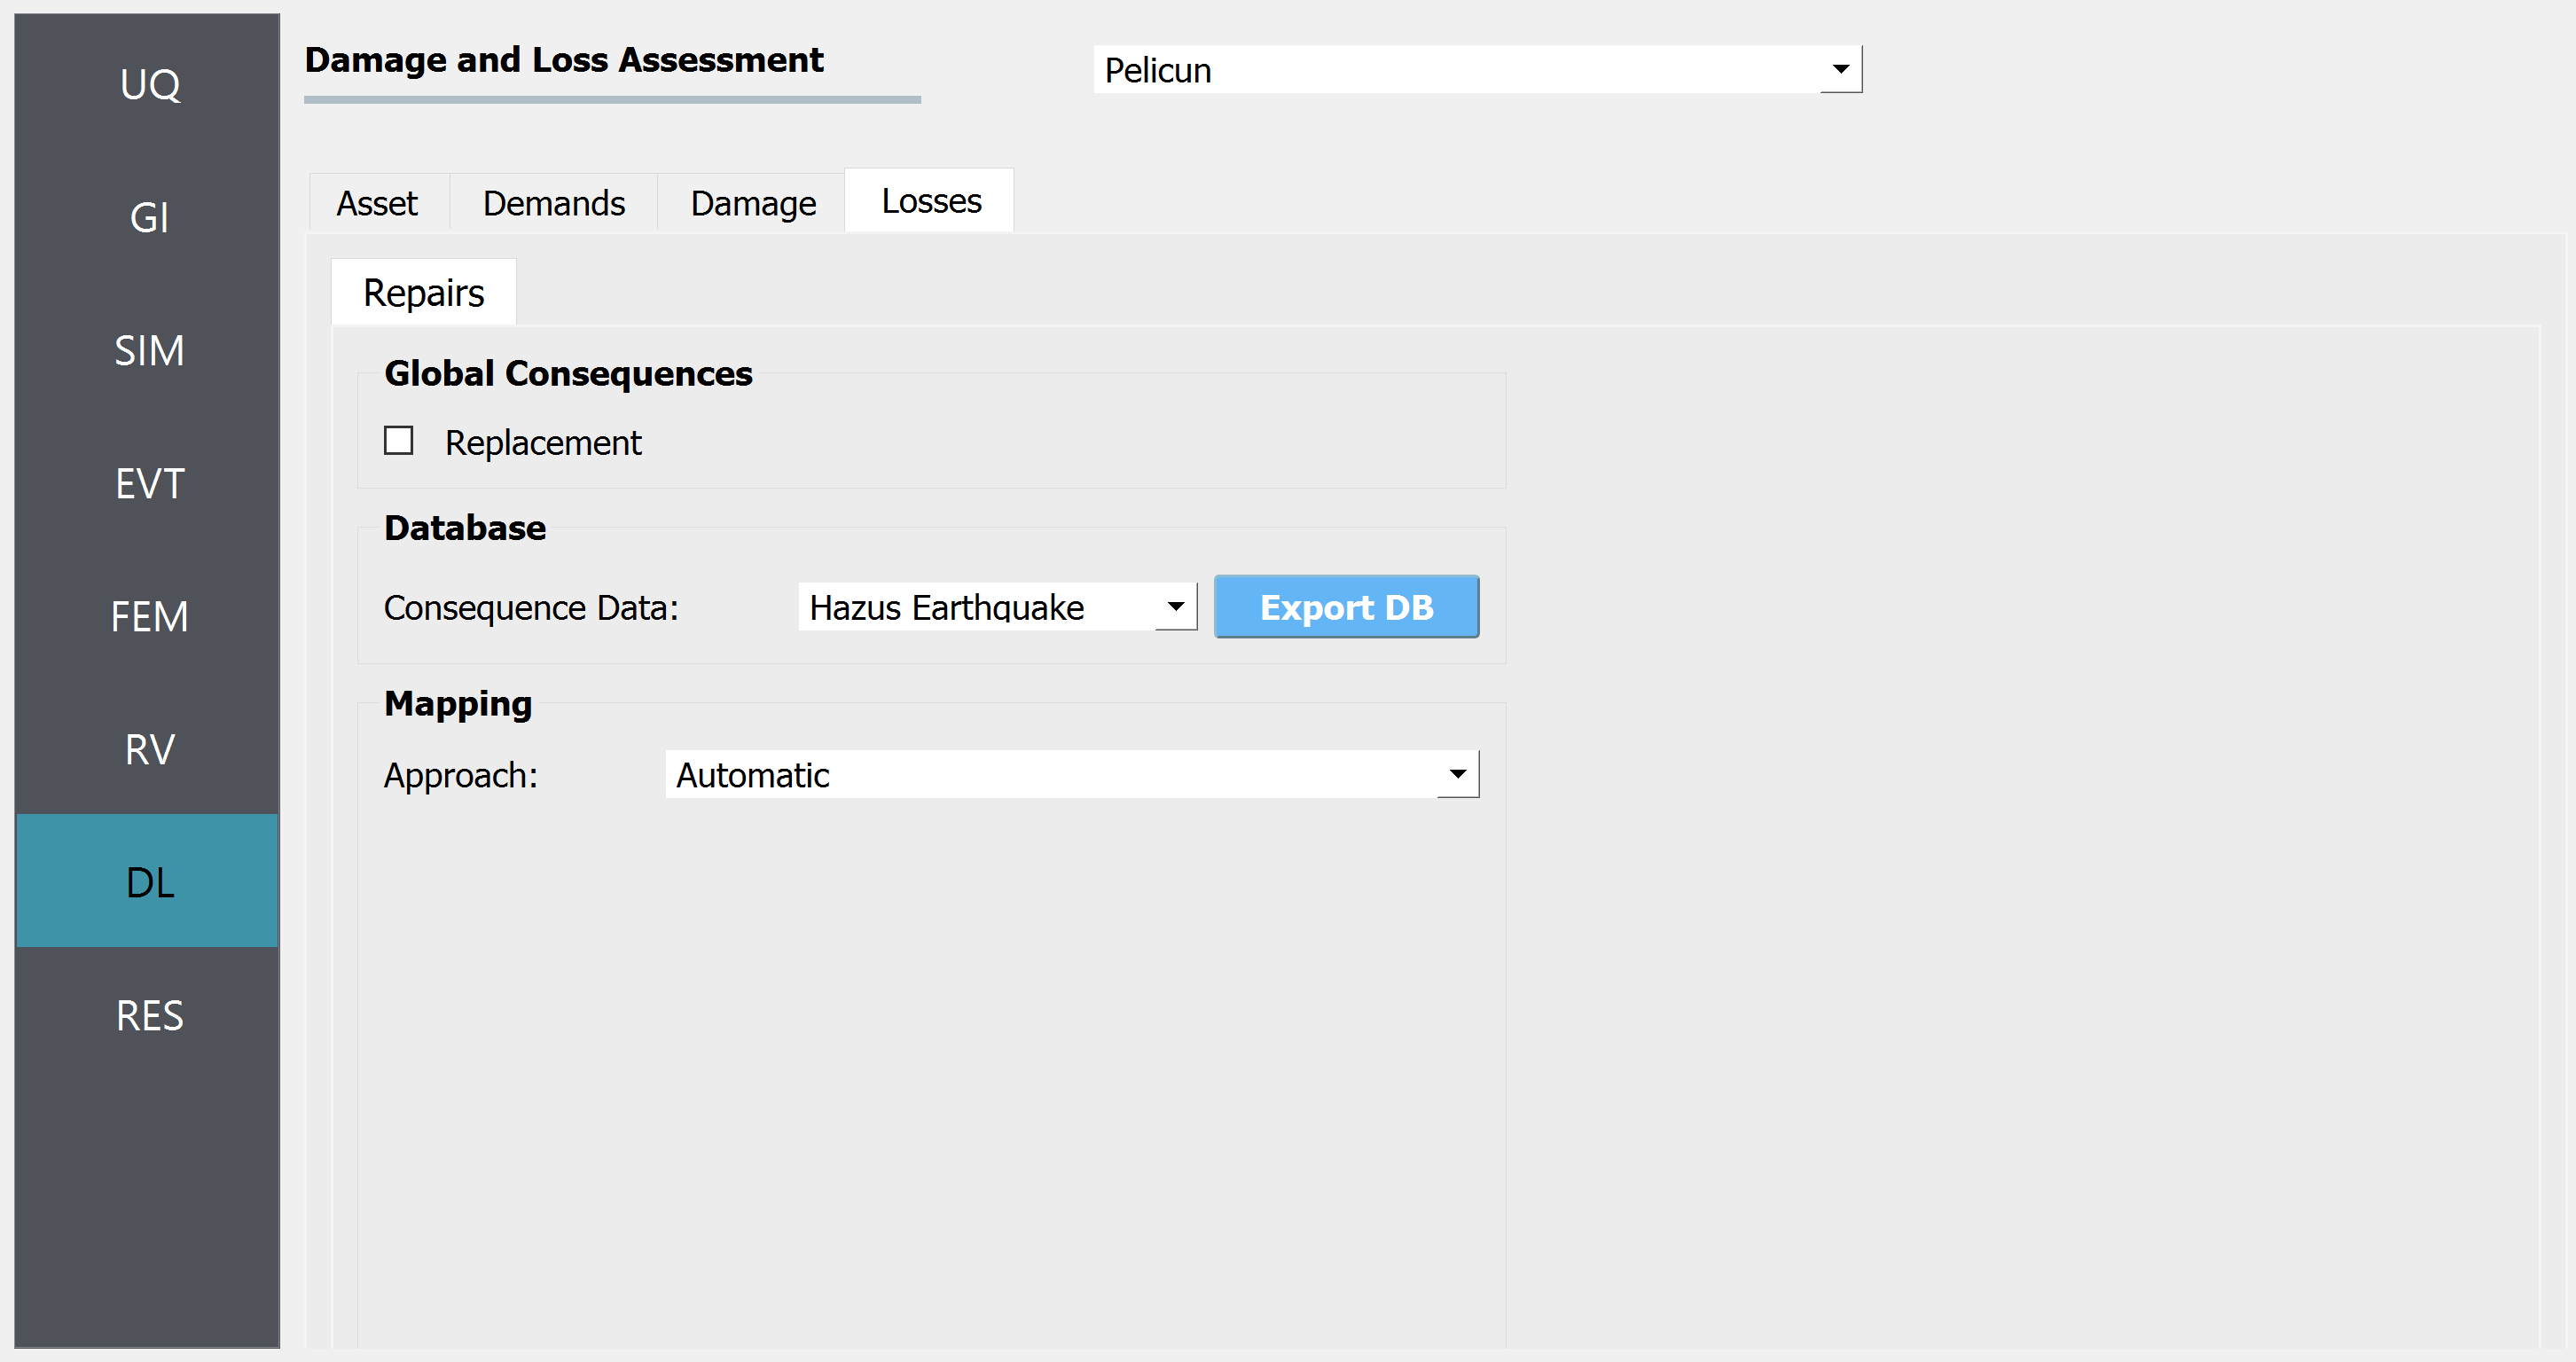 UQ
GI
SIM
EVT
FEM
RV
DL
RES
Damage and Loss Assessment
Pelicun
Asset Demands Damage Losses
Repairs
Global Consequences
Replacement
Database
Consequence Data: Hazus Earthquake Export DB
Mapping
Approach: Automatic